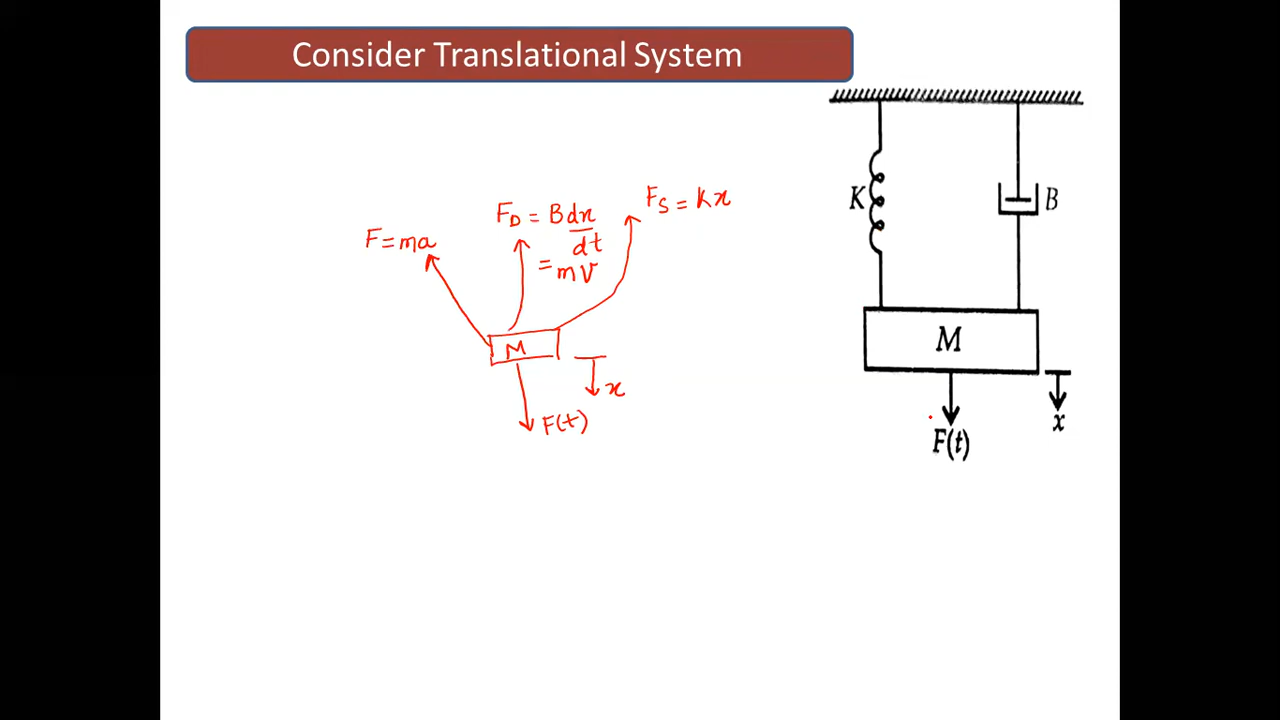 Consider Translational System
F = ma
F_D = B dx/dt
= mV
F_S = Kx
M
x
F(t)
K
B
M
F(t)
x